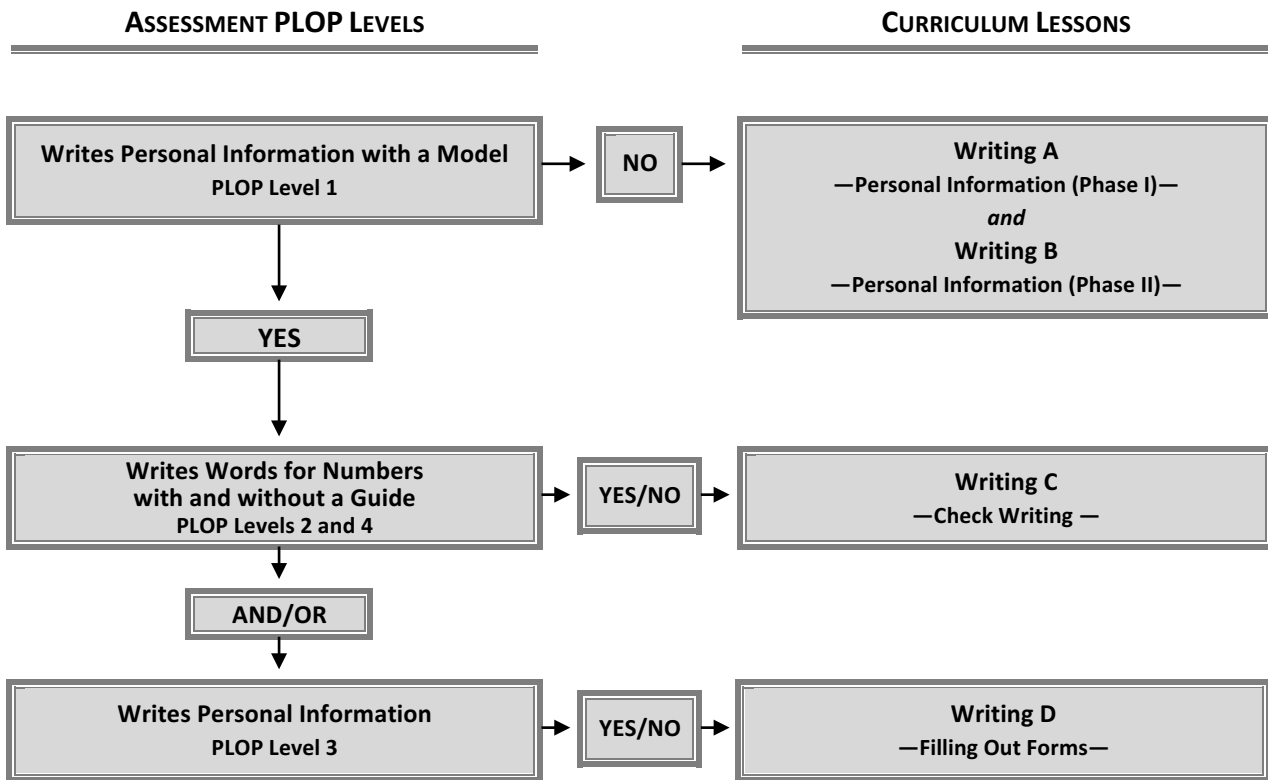 ASSESSMENT PLOP LEVELS
CURRICULUM LESSONS
Writes Personal Information with a Model
PLOP Level 1
NO
Writing A
—Personal Information (Phase I)—
and
Writing B
—Personal Information (Phase II)—
YES
Writes Words for Numbers
with and without a Guide
PLOP Levels 2 and 4
YES/NO
Writing C
—Check Writing —
AND/OR
Writes Personal Information
PLOP Level 3
YES/NO
Writing D
—Filling Out Forms—